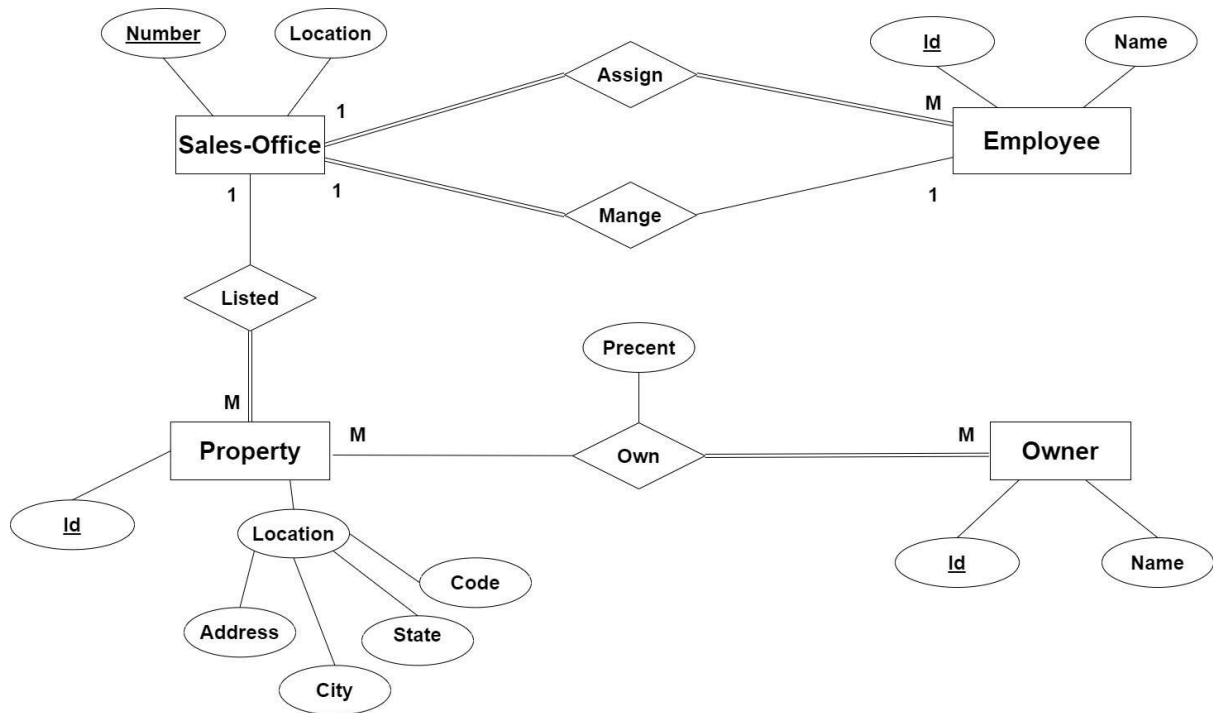 Number
Location
Id
Name
Assign
1
M
Sales-Office
Employee
1
1
Mange
1
Listed
Precent
M
M
M
Property
Own
Owner
Id
Location
Code
Id
Name
Address
State
City